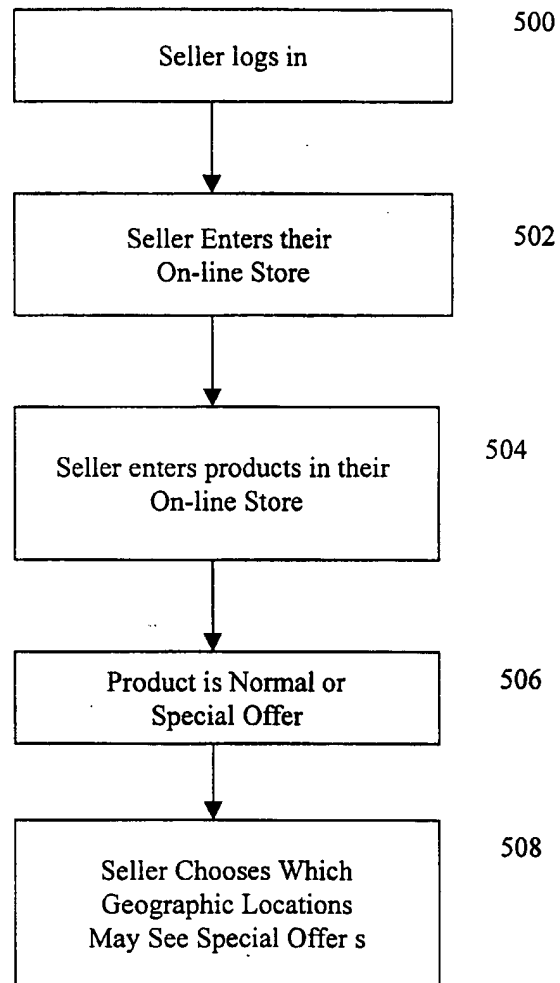 500
Seller logs in
502
Seller Enters their
On-line Store
504
Seller enters products in their
On-line Store
506
Product is Normal or
Special Offer
508
Seller Chooses Which
Geographic Locations
May See Special Offer s